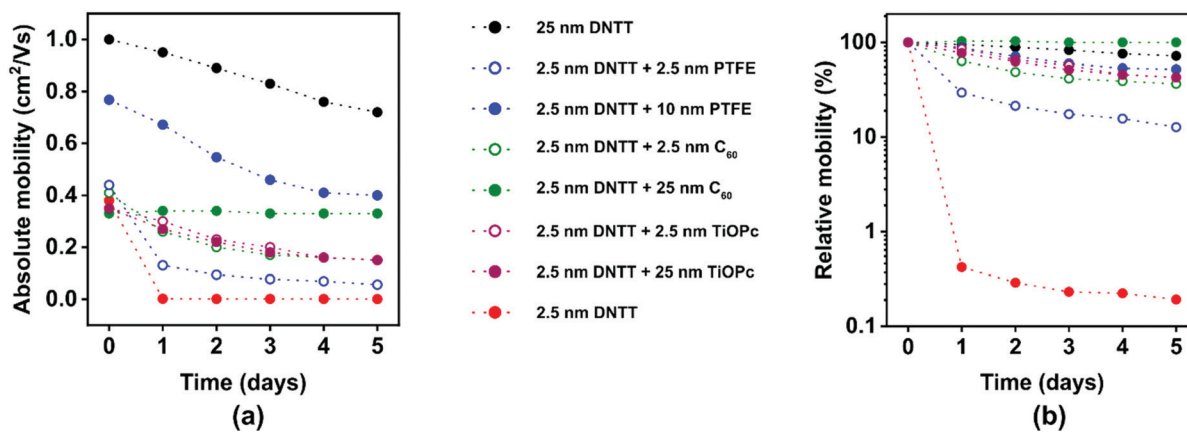 Absolute mobility (cm²/Vs)
1.0
0.8
0.6
0.4
0.2
0.0
0 1 2 3 4 5
Time (days)
(a)
25 nm DNTT
2.5 nm DNTT + 2.5 nm PTFE
2.5 nm DNTT + 10 nm PTFE
2.5 nm DNTT + 2.5 nm C₆₀
2.5 nm DNTT + 25 nm C₆₀
2.5 nm DNTT + 2.5 nm TiOPc
2.5 nm DNTT + 25 nm TiOPc
2.5 nm DNTT
Relative mobility (%)
100
10
1
0.1
0 1 2 3 4 5
Time (days)
(b)